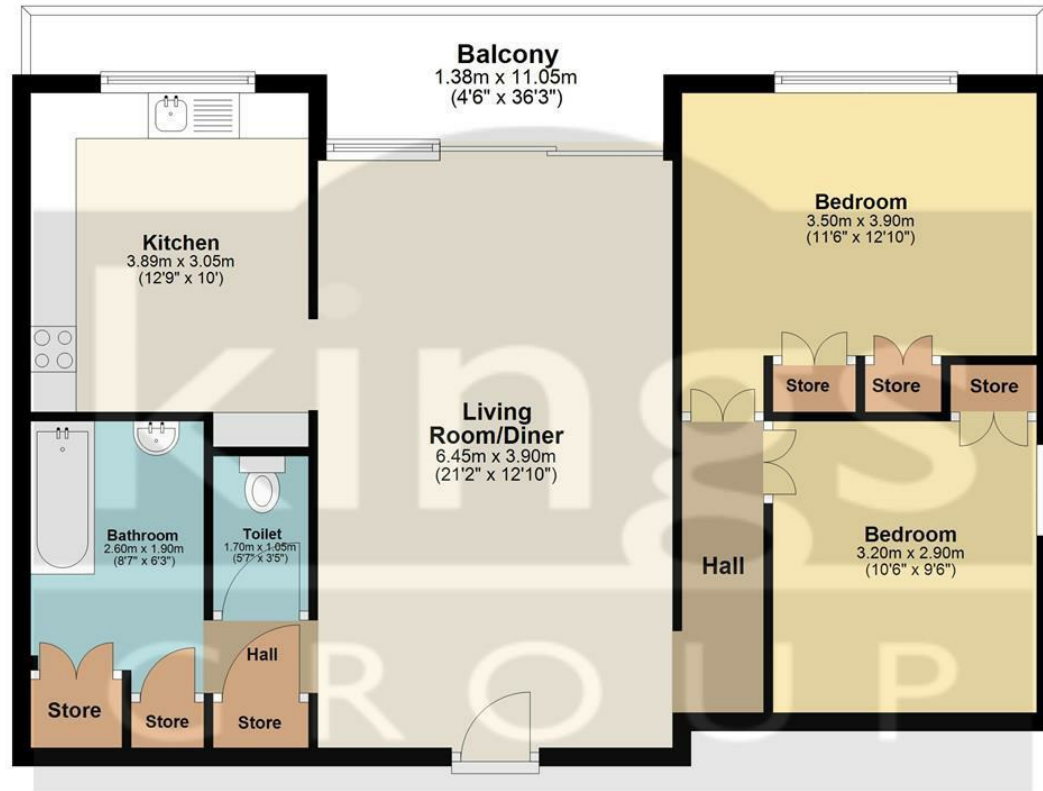 Balcony
1.38m x 11.05m
(4'6" x 36'3")
Kitchen
3.89m x 3.05m
(12'9" x 10')
Bedroom
3.50m x 3.90m
(11'6" x 12'10")
Store
Store
Store
Living
Room/Diner
6.45m x 3.90m
(21'2" x 12'10")
Bathroom
2.60m x 1.90m
(8'7" x 6'3")
Toilet
1.70m x 1.05m
(5'7" x 3'5")
Bedroom
3.20m x 2.90m
(10'6" x 9'6")
Hall
Hall
Store
Store
Store
kings
GROUP